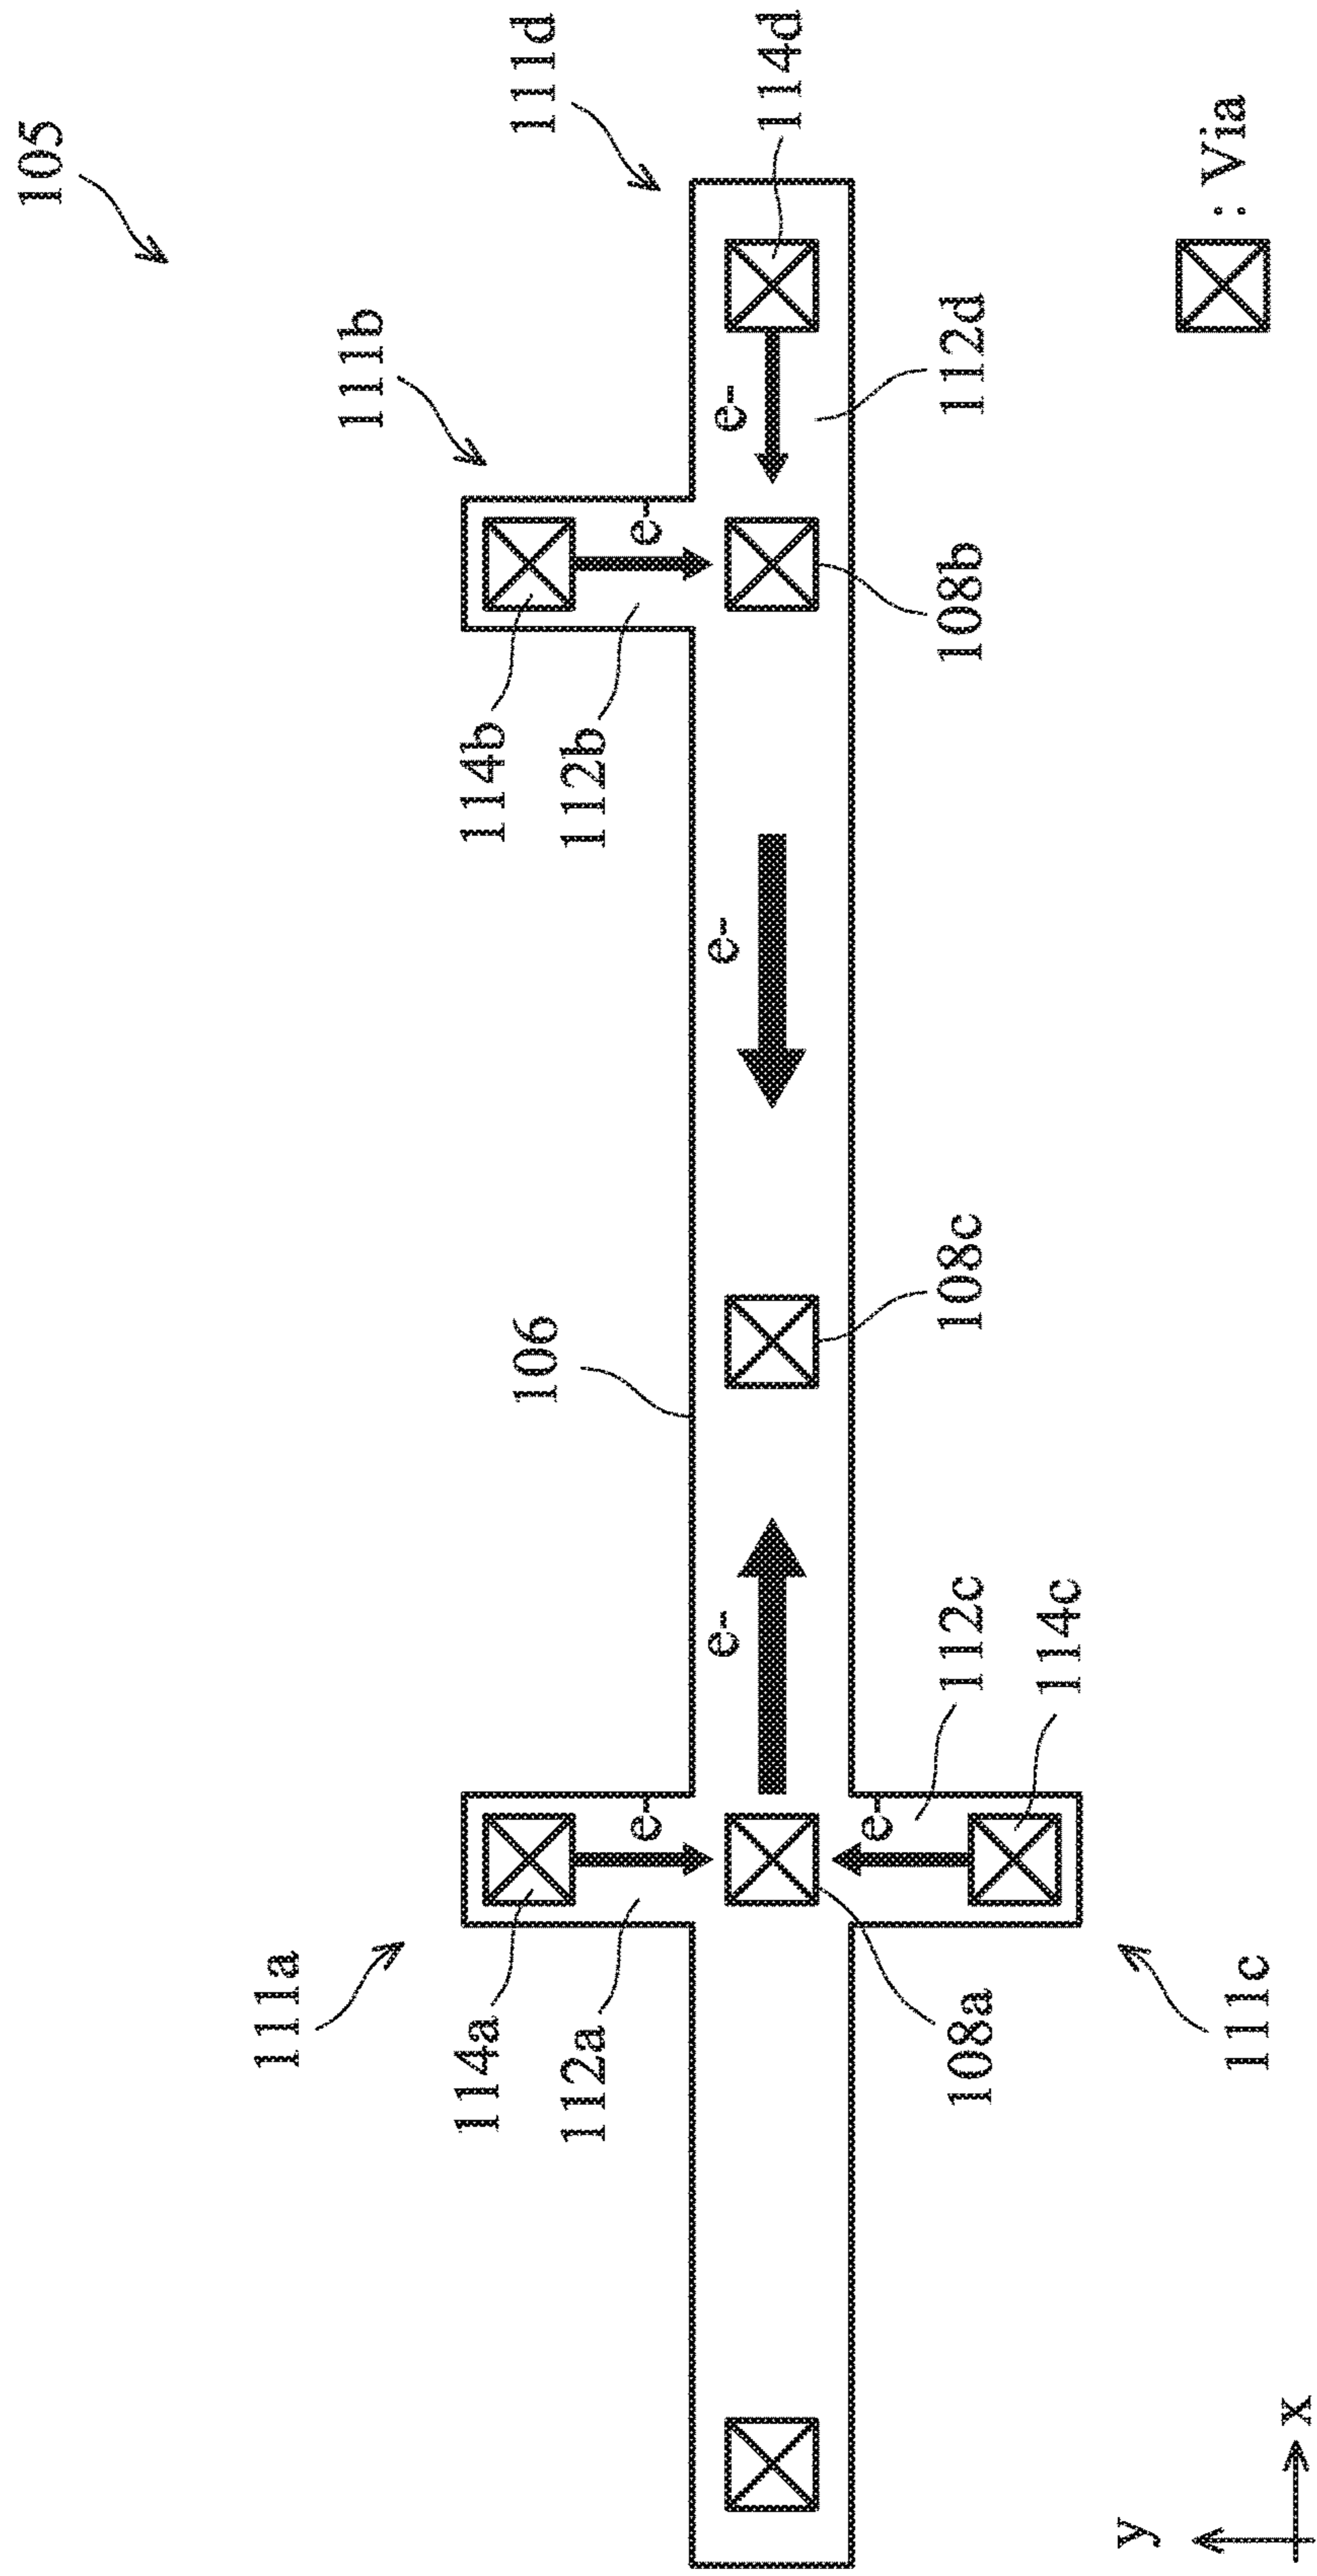 105
111a
111b
114a
114b
106
111d
112a
112b
e-
e-
e-
e-
e-
114d
e-
108a
112c
108c
108b
112d
114c
y
111c
: Via
x